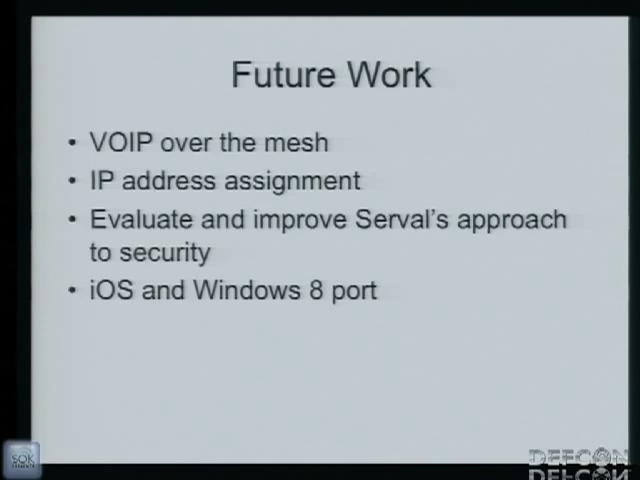 Future Work
• VOIP over the mesh
• IP address assignment
• Evaluate and improve Serval's approach
to security
• iOS and Windows 8 port
SOK
DEFCON
DEFCON